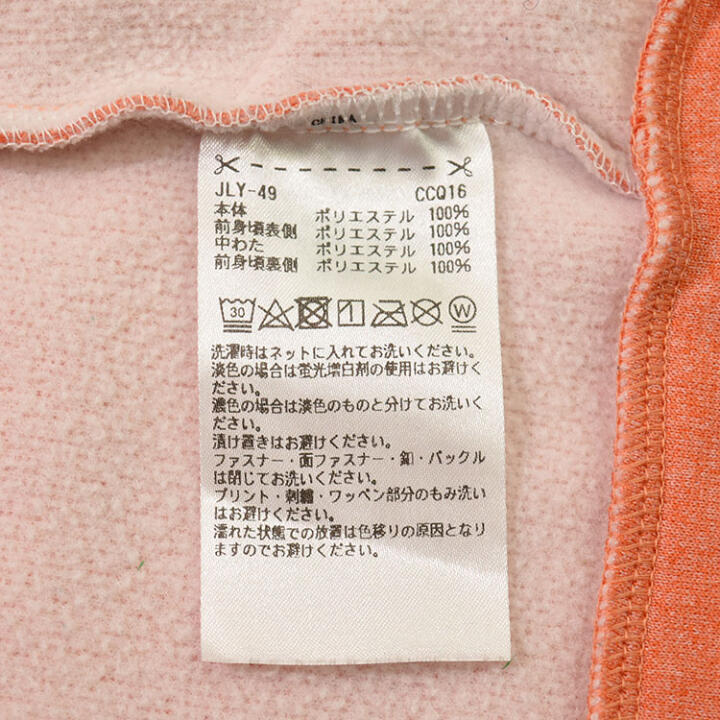 JLY-49 CCQ16
本体 ポリエステル 100%
前身頃表側 ポリエステル 100%
中わた ポリエステル 100%
前身頃裏側 ポリエステル 100%
30 W
洗濯時はネットに入れてお洗いください。
淡色の場合は蛍光増白剤の使用はお避けく
ださい。
濃色の場合は淡色のものと分けてお洗いく
ださい。
漬け置きはお避けください。
ファスナー・面ファスナー・釦・バックル
は閉じてお洗いください。
プリント・刺繍・ワッペン部分のもみ洗い
はお避けください。
濡れた状態での放置は色移りの原因となり
ますのでお避けください。